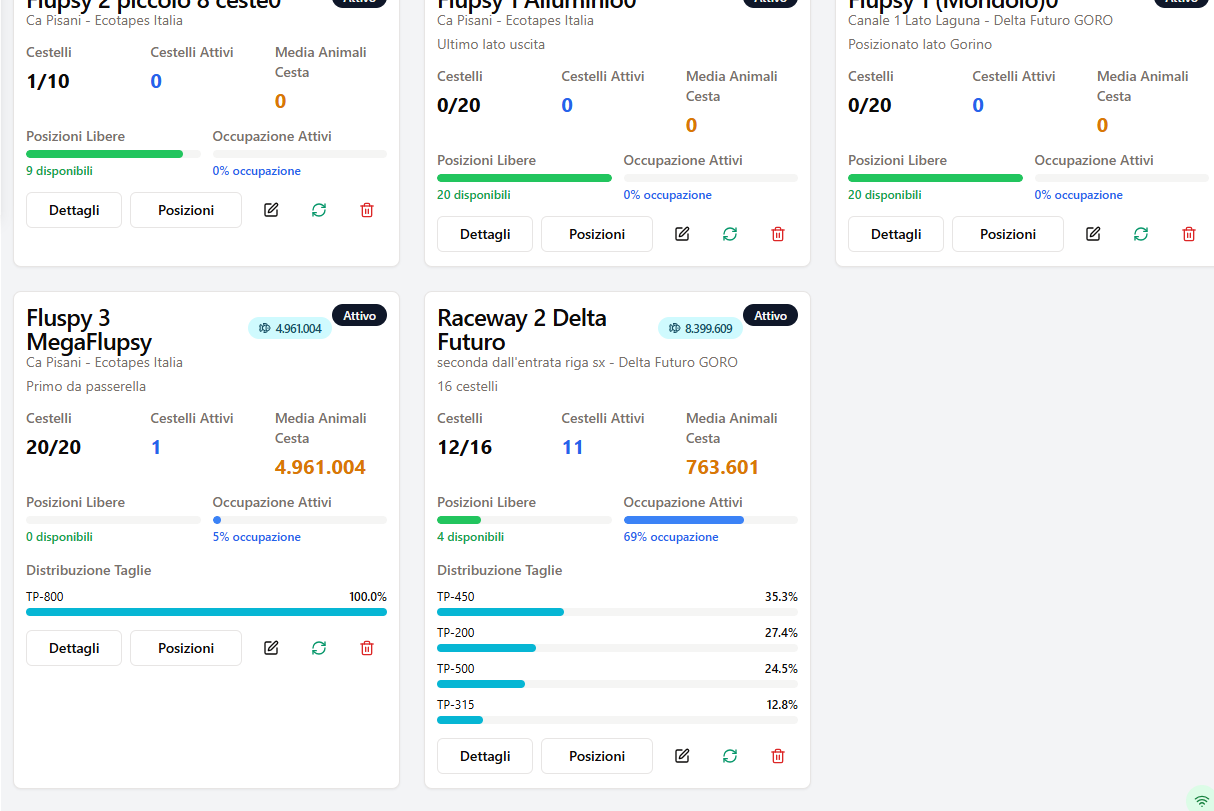 Flupsy 2 piccolo 8 ceste0
Attivo
Ca Pisani - Ecotapes Italia
Cestelli
Cestelli Attivi
Media Animali
Cesta
1/10
0
0
Posizioni Libere
Occupazione Attivi
9 disponibili
0% occupazione
Dettagli
Posizioni
Flupsy 1 Alluminio0
Attivo
Ca Pisani - Ecotapes Italia
Ultimo lato uscita
Cestelli
Cestelli Attivi
Media Animali
Cesta
0/20
0
0
Posizioni Libere
Occupazione Attivi
20 disponibili
0% occupazione
Dettagli
Posizioni
Flupsy 1 (Mondolo)0
Attivo
Canale 1 Lato Laguna - Delta Futuro GORO
Posizionato lato Gorino
Cestelli
Cestelli Attivi
Media Animali
Cesta
0/20
0
0
Posizioni Libere
Occupazione Attivi
20 disponibili
0% occupazione
Dettagli
Posizioni
Fluspy 3
MegaFlupsy
4.961.004
Attivo
Ca Pisani - Ecotapes Italia
Primo da passerella
Cestelli
Cestelli Attivi
Media Animali
Cesta
20/20
1
4.961.004
Posizioni Libere
Occupazione Attivi
0 disponibili
5% occupazione
Distribuzione Taglie
TP-800 100.0%
Dettagli
Posizioni
Raceway 2 Delta
Futuro
8.399.609
Attivo
seconda dall'entrata riga sx - Delta Futuro GORO
16 cestelli
Cestelli
Cestelli Attivi
Media Animali
Cesta
12/16
11
763.601
Posizioni Libere
Occupazione Attivi
4 disponibili
69% occupazione
Distribuzione Taglie
TP-450 35.3%
TP-200 27.4%
TP-500 24.5%
TP-315 12.8%
Dettagli
Posizioni